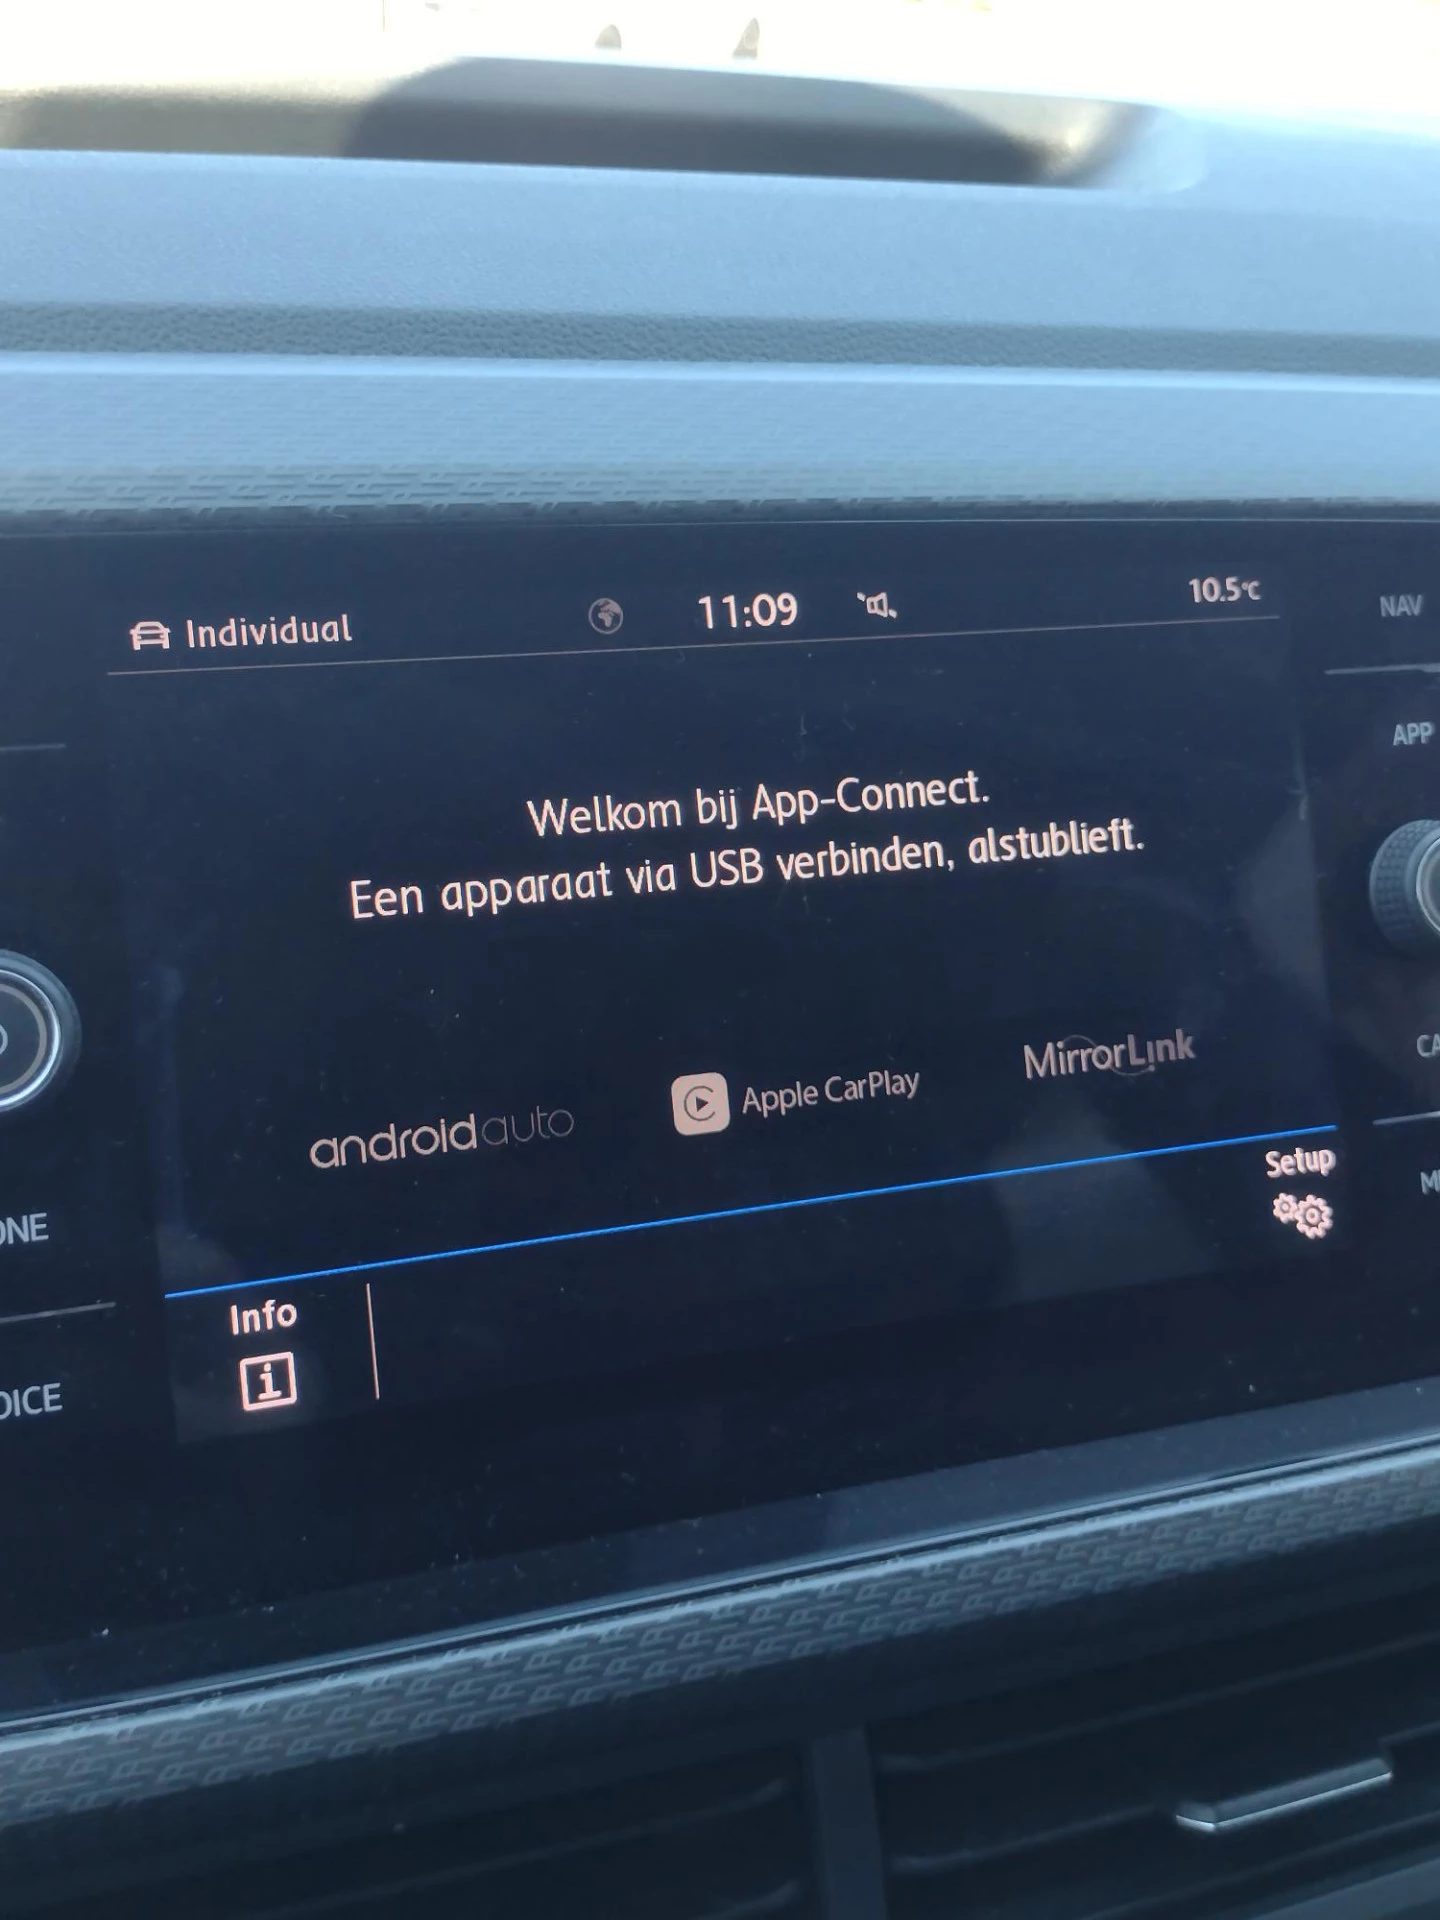 Individual
11:09
10.5°C
NAV
APP
Welkom bij App-Connect.
Een apparaat via USB verbinden, alstublieft.
androidauto
Apple CarPlay
MirrorLink
Setup
Info